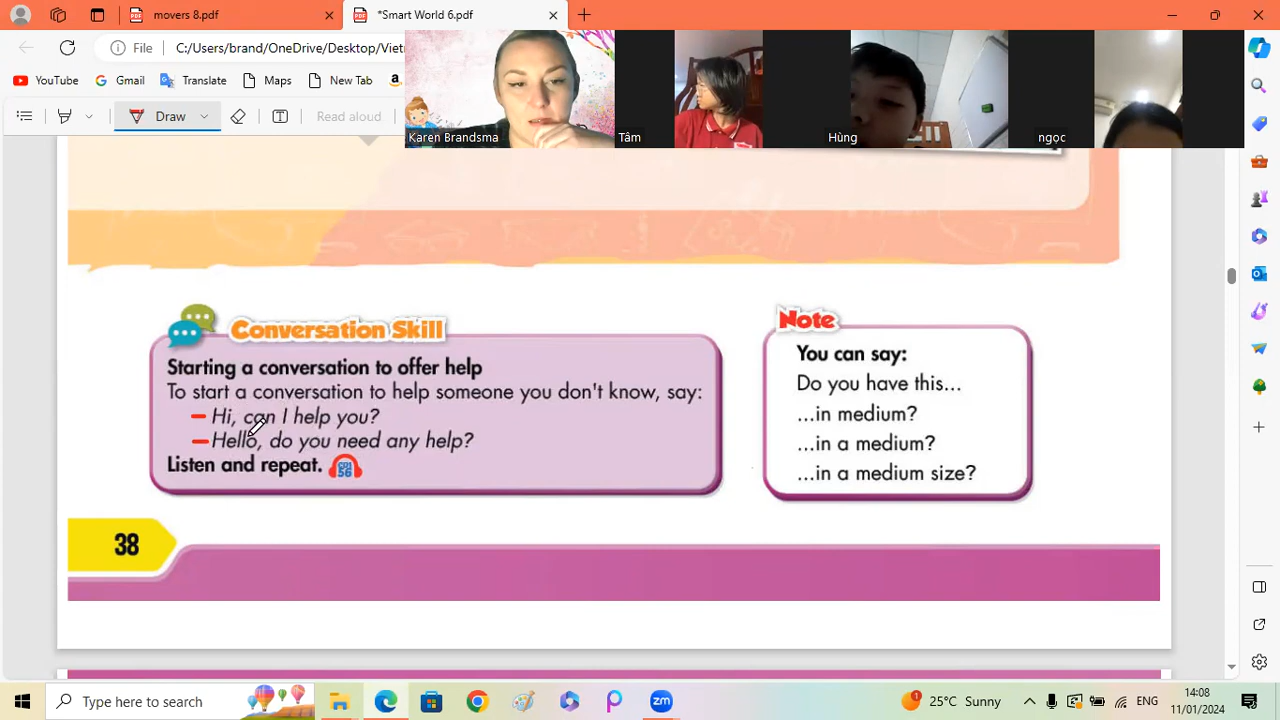 movers 8.pdf
*Smart World 6.pdf
File
C:/Users/brand/OneDrive/Desktop/Viet
YouTube
Gmail
Translate
Maps
New Tab
Draw
Read aloud
Karen Brandsma
Tâm
Hùng
ngọc
Conversation Skill
Starting a conversation to offer help
To start a conversation to help someone you don't know, say:
Hi, can I help you?
Hello, do you need any help?
Listen and repeat.
56
Note
You can say:
Do you have this...
...in medium?
...in a medium?
...in a medium size?
38
Type here to search
1
25°C Sunny
ENG
14:08
11/01/2024